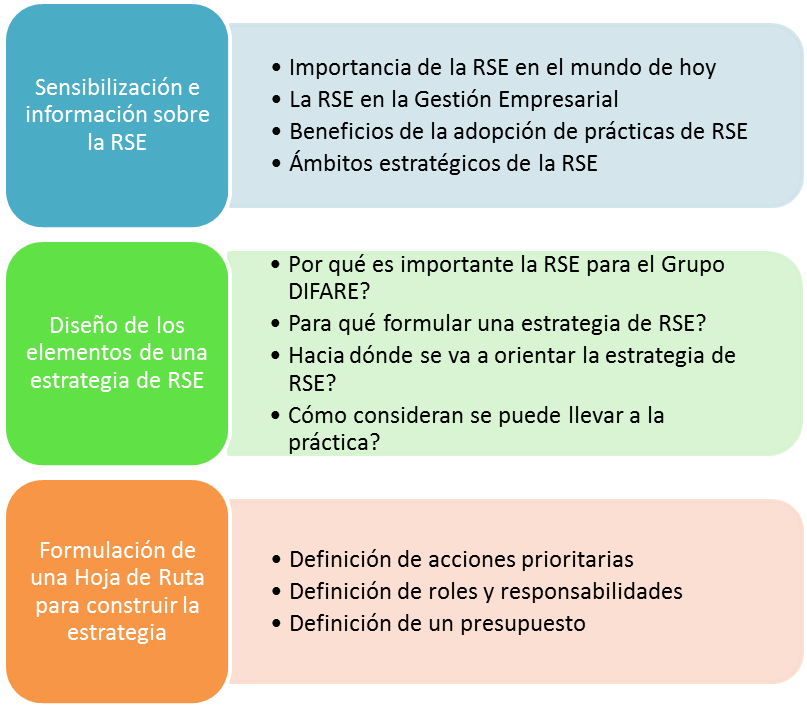 Sensibilización e
información sobre
la RSE
• Importancia de la RSE en el mundo de hoy
• La RSE en la Gestión Empresarial
• Beneficios de la adopción de prácticas de RSE
• Ámbitos estratégicos de la RSE
Diseño de los
elementos de una
estrategia de RSE
• Por qué es importante la RSE para el Grupo
DIFARE?
• Para qué formular una estrategia de RSE?
• Hacia dónde se va a orientar la estrategia de
RSE?
• Cómo consideran se puede llevar a la
práctica?
Formulación de
una Hoja de Ruta
para construir la
estrategia
• Definición de acciones prioritarias
• Definición de roles y responsabilidades
• Definición de un presupuesto